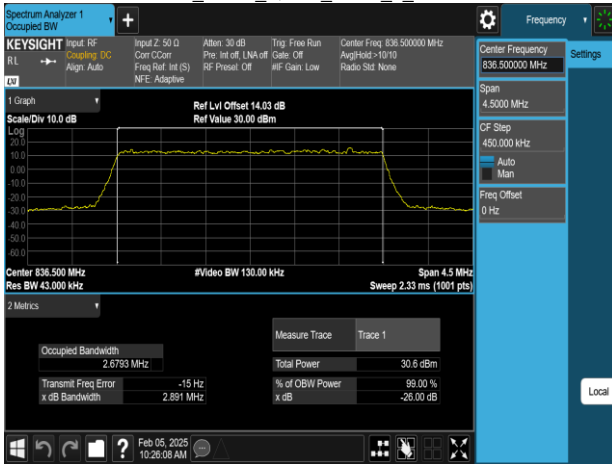 Spectrum Analyzer 1
Occupied BW
Frequency
KEYSIGHT
RL
LXI
Input: RF
Coupling: DC
Align: Auto
Input Z: 50 Ω
Corr CCorr
Freq Ref: Int (S)
NFE: Adaptive
Atten: 30 dB
Pre: Int off, LNA off
RF Presel: Off
Trig: Free Run
Gate: Off
#IF Gain: Low
Center Freq: 836.500000 MHz
Avg|Hold:>10/10
Radio Std: None
Center Frequency
836.500000 MHz
Settings
Span
4.5000 MHz
CF Step
450.000 kHz
Auto
Man
Freq Offset
0 Hz
Local
1 Graph
Scale/Div 10.0 dB
Ref Lvl Offset 14.03 dB
Ref Value 30.00 dBm
Log
20.0
10.0
0.00
-10.0
-20.0
-30.0
-40.0
-50.0
-60.0
Center 836.500 MHz
#Video BW 130.00 kHz
Span 4.5 MHz
Res BW 43.000 kHz
Sweep 2.33 ms (1001 pts)
2 Metrics
Measure Trace
Trace 1
Occupied Bandwidth
2.6793 MHz
Total Power
30.6 dBm
Transmit Freq Error
-15 Hz
% of OBW Power
99.00 %
x dB Bandwidth
2.891 MHz
x dB
-26.00 dB
?
Feb 05, 2025
10:26:08 AM